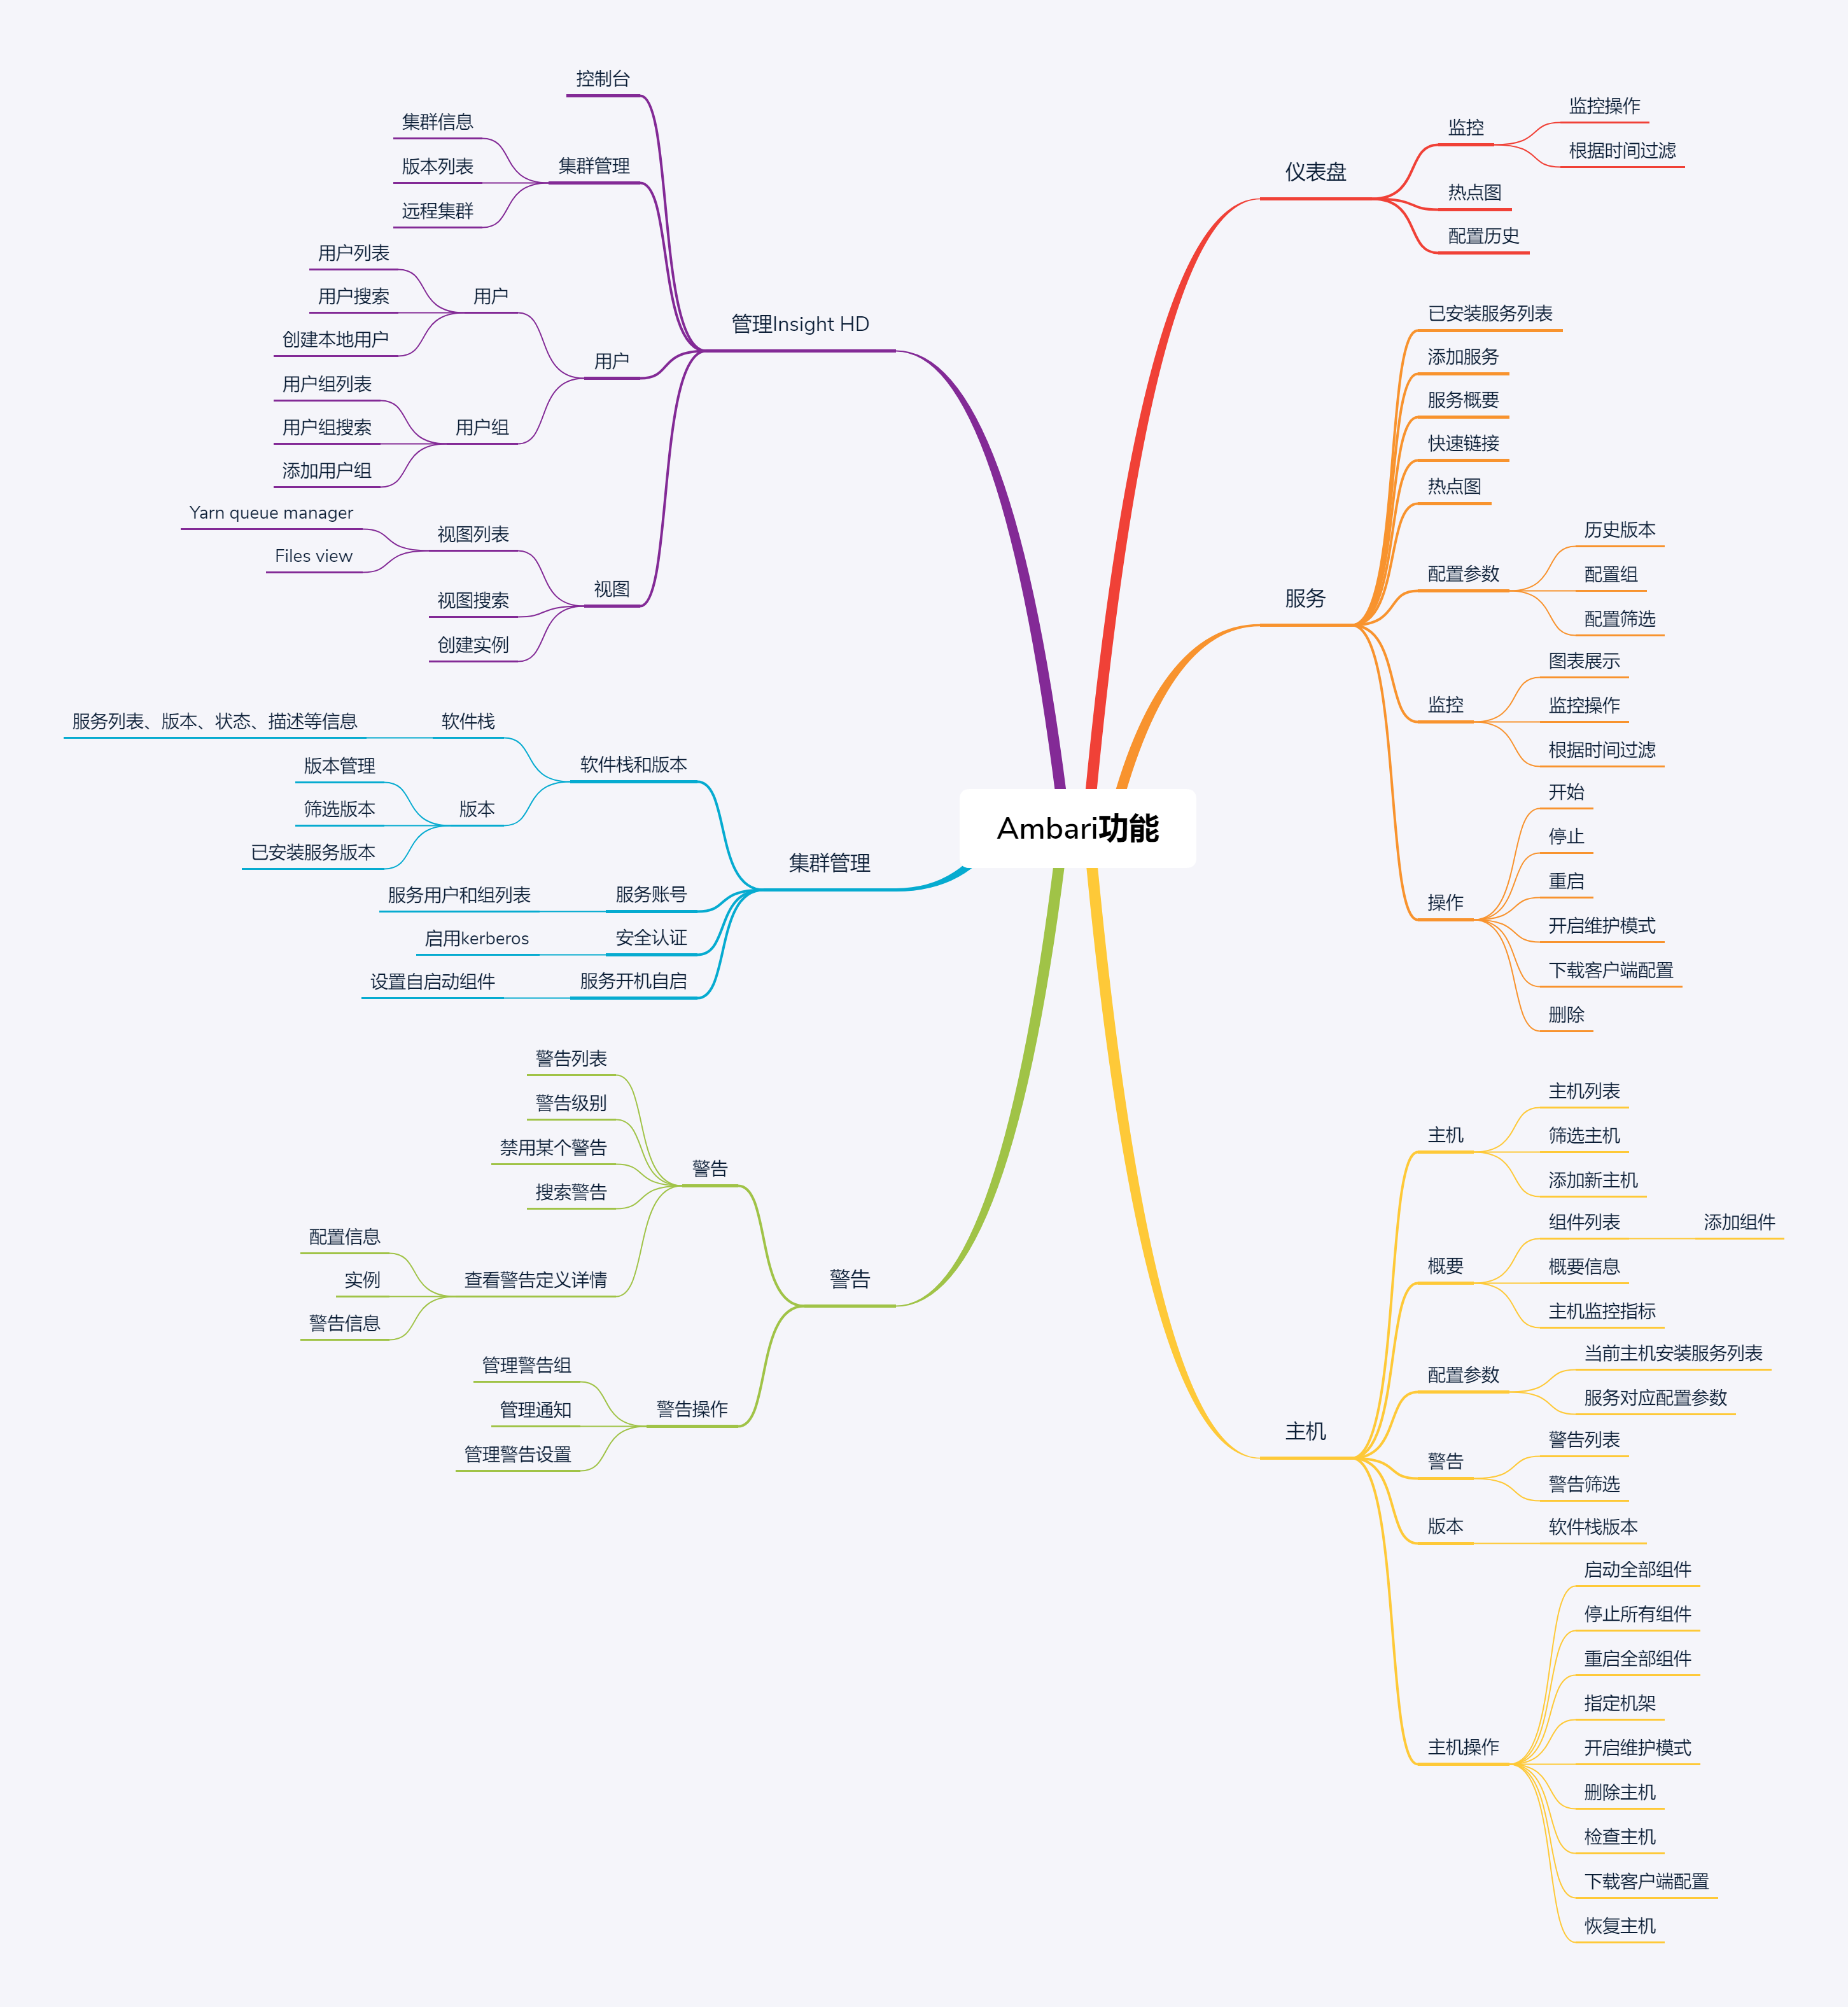 Ambari功能
仪表盘
监控
监控操作
根据时间过滤
热点图
配置历史
服务
已安装服务列表
添加服务
服务概要
快速链接
热点图
配置参数
历史版本
配置组
配置筛选
监控
图表展示
监控操作
根据时间过滤
操作
开始
停止
重启
开启维护模式
下载客户端配置
删除
主机
主机
主机列表
筛选主机
添加新主机
概要
组件列表
添加组件
概要信息
主机监控指标
配置参数
当前主机安装服务列表
服务对应配置参数
警告
警告列表
警告筛选
版本
软件栈版本
主机操作
启动全部组件
停止所有组件
重启全部组件
指定机架
开启维护模式
删除主机
检查主机
下载客户端配置
恢复主机
管理Insight HD
控制台
集群管理
集群信息
版本列表
远程集群
用户
用户
用户列表
用户搜索
创建本地用户
用户组
用户组列表
用户组搜索
添加用户组
视图
视图列表
Yarn queue manager
Files view
视图搜索
创建实例
集群管理
软件栈和版本
软件栈
服务列表、版本、状态、描述等信息
版本
版本管理
筛选版本
已安装服务版本
服务账号
服务用户和组列表
安全认证
启用kerberos
服务开机自启
设置自启动组件
警告
警告
警告列表
警告级别
禁用某个警告
搜索警告
查看警告定义详情
配置信息
实例
警告信息
警告操作
管理警告组
管理通知
管理警告设置